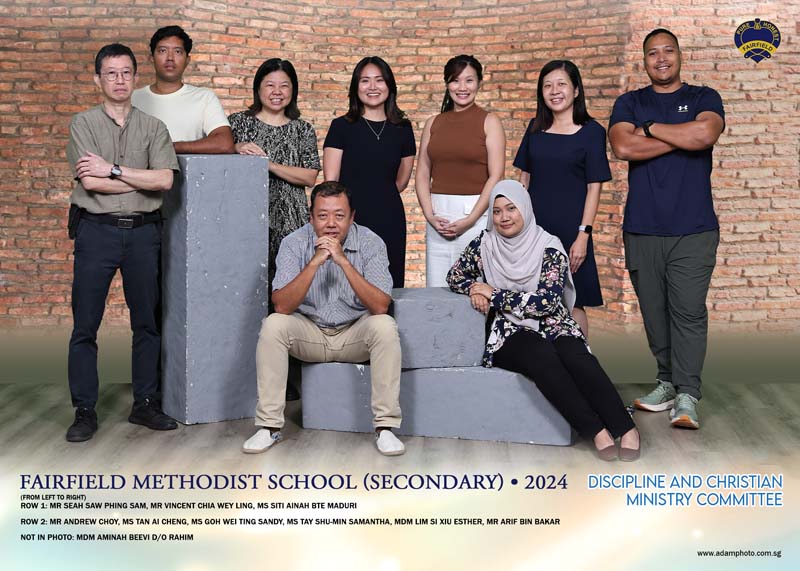 PURE HONEST
FAIRFIELD
FAIRFIELD METHODIST SCHOOL (SECONDARY) • 2024
DISCIPLINE AND CHRISTIAN
MINISTRY COMMITTEE
(FROM LEFT TO RIGHT)
ROW 1: MR SEAH SAW PHING SAM, MR VINCENT CHIA WEY LING, MS SITI AINAH BTE MADURI
ROW 2: MR ANDREW CHOY, MS TAN AI CHENG, MS GOH WEI TING SANDY, MS TAY SHU-MIN SAMANTHA, MDM LIM SI XIU ESTHER, MR ARIF BIN BAKAR
NOT IN PHOTO: MDM AMINAH BEEVI D/O RAHIM
www.adamphoto.com.sg